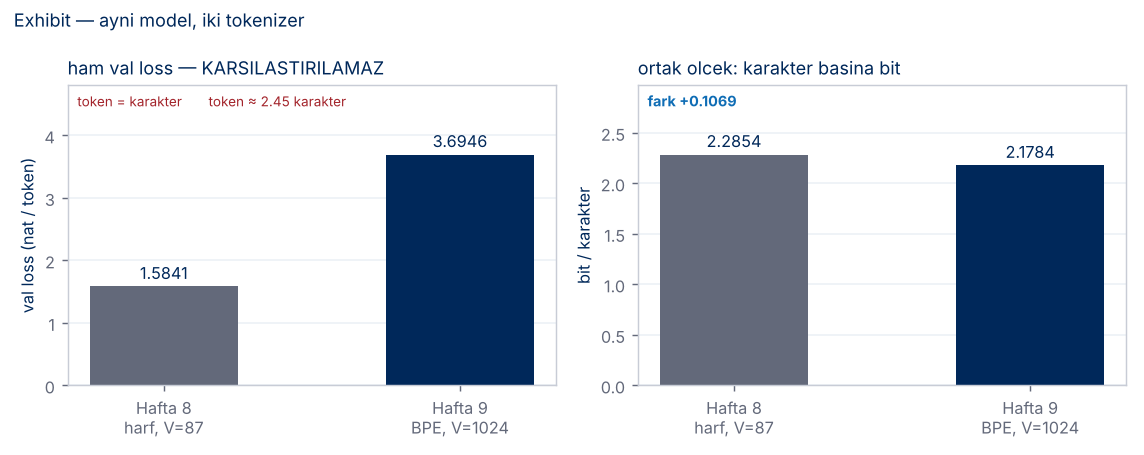 Exhibit — ayni model, iki tokenizer
ham val loss — KARSILASTIRILAMAZ
token = karakter token ≈ 2.45 karakter
val loss (nat / token)
4
3
2
1
0
1.5841
3.6946
Hafta 8
harf, V=87
Hafta 9
BPE, V=1024
ortak olcek: karakter basina bit
fark +0.1069
bit / karakter
2.5
2.0
1.5
1.0
0.5
0.0
2.2854
2.1784
Hafta 8
harf, V=87
Hafta 9
BPE, V=1024